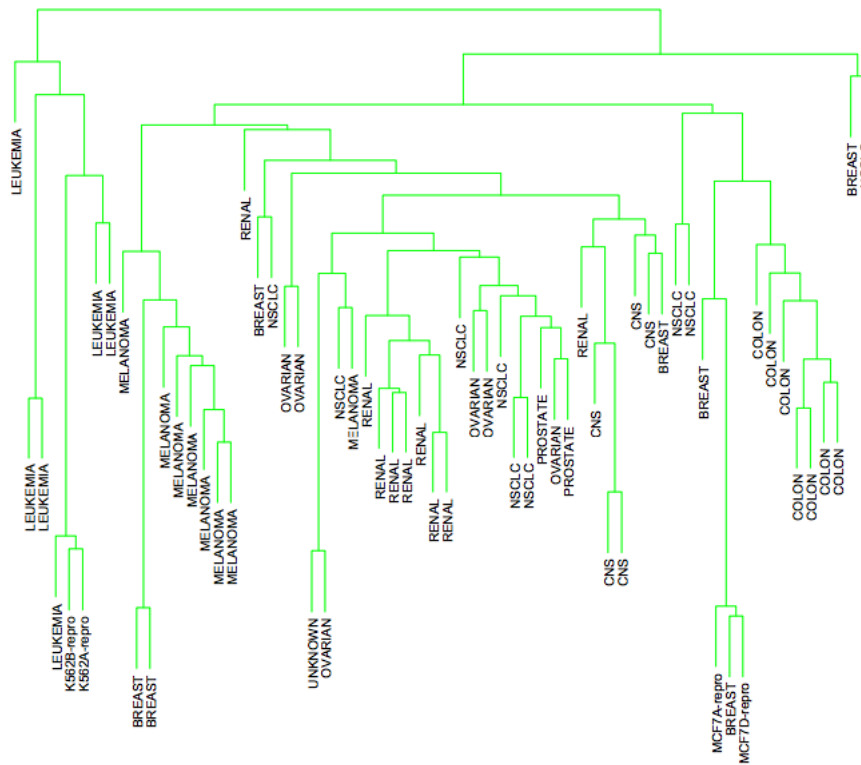 LEUKEMIA
LEUKEMIA
LEUKEMIA
LEUKEMIA
K562B-repro
K562A-repro
LEUKEMIA
LEUKEMIA
MELANOMA
BREAST
BREAST
MELANOMA
MELANOMA
MELANOMA
MELANOMA
MELANOMA
MELANOMA
RENAL
BREAST
NSCLC
OVARIAN
OVARIAN
UNKNOWN
OVARIAN
NSCLC
MELANOMA
RENAL
RENAL
RENAL
RENAL
RENAL
RENAL
RENAL
NSCLC
OVARIAN
OVARIAN
NSCLC
NSCLC
NSCLC
PROSTATE
OVARIAN
PROSTATE
RENAL
CNS
CNS
CNS
CNS
CNS
BREAST
NSCLC
NSCLC
BREAST
MCF7A-repro
BREAST
MCF7D-repro
COLON
COLON
COLON
COLON
COLON
COLON
COLON
BREAST